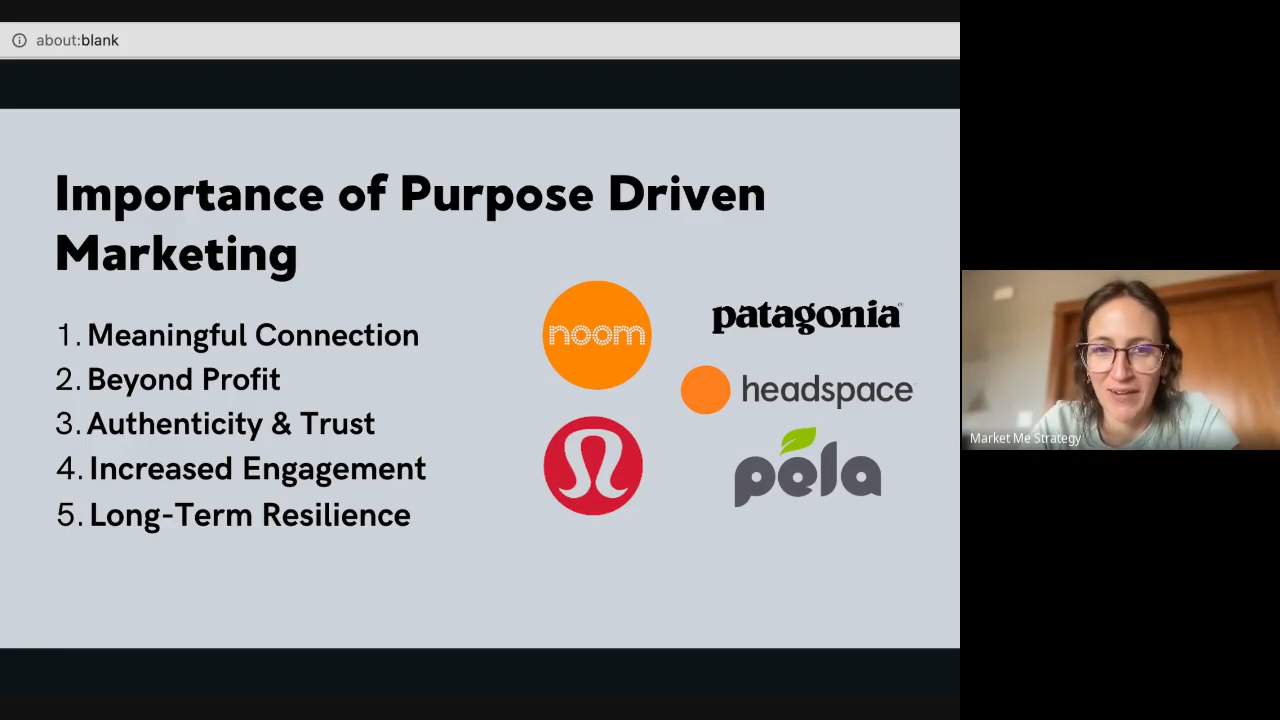 about:blank
Importance of Purpose Driven
Marketing
1. Meaningful Connection
2. Beyond Profit
3. Authenticity & Trust
4. Increased Engagement
5. Long-Term Resilience
noom
patagonia
headspace
pela
Market Me Strategy